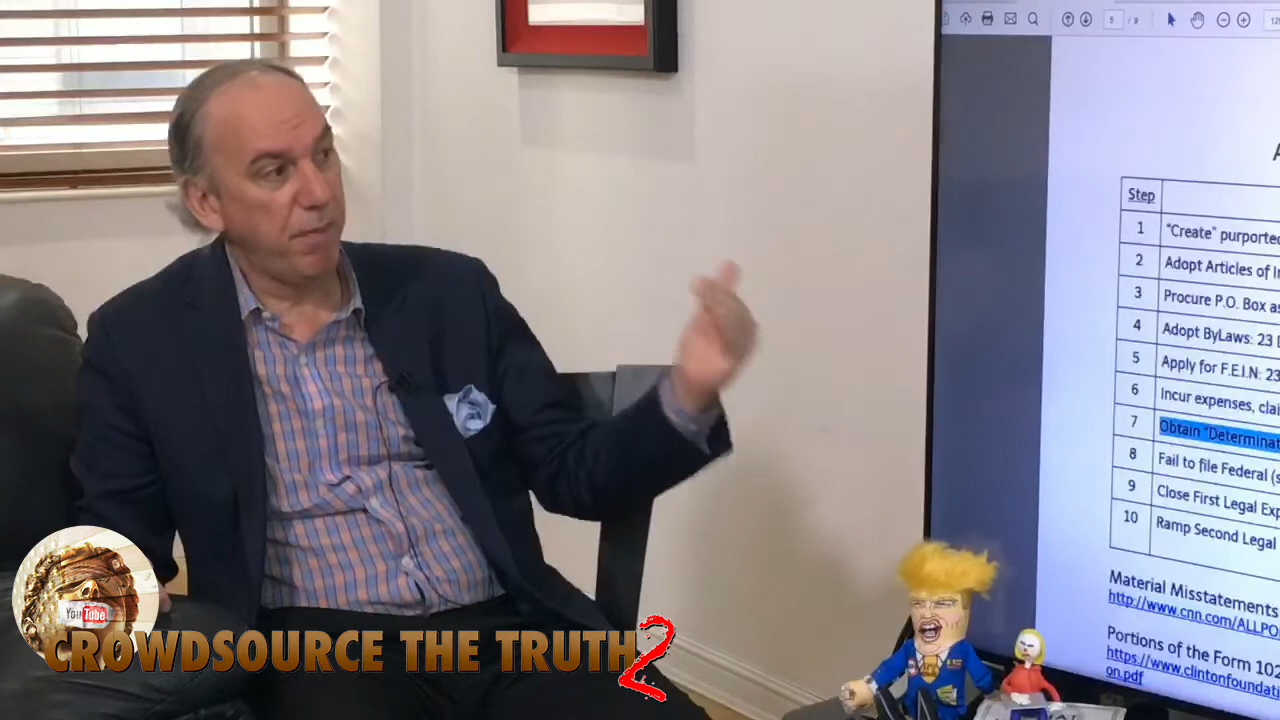 5 / 9
Step
1 "Create" purported
2 Adopt Articles of I
3 Procure P.O. Box as
4 Adopt ByLaws: 23
5 Apply for F.E.I.N: 23
6 Incur expenses, clai
7 Obtain "Determinat
8 Fail to file Federal (s
9 Close First Legal Exp
10 Ramp Second Legal
Material Misstatements
http://www.cnn.com/ALLPO
Portions of the Form 102
https://www.clintonfoundati
on.pdf
YouTube
CROWDSOURCE THE TRUTH 2